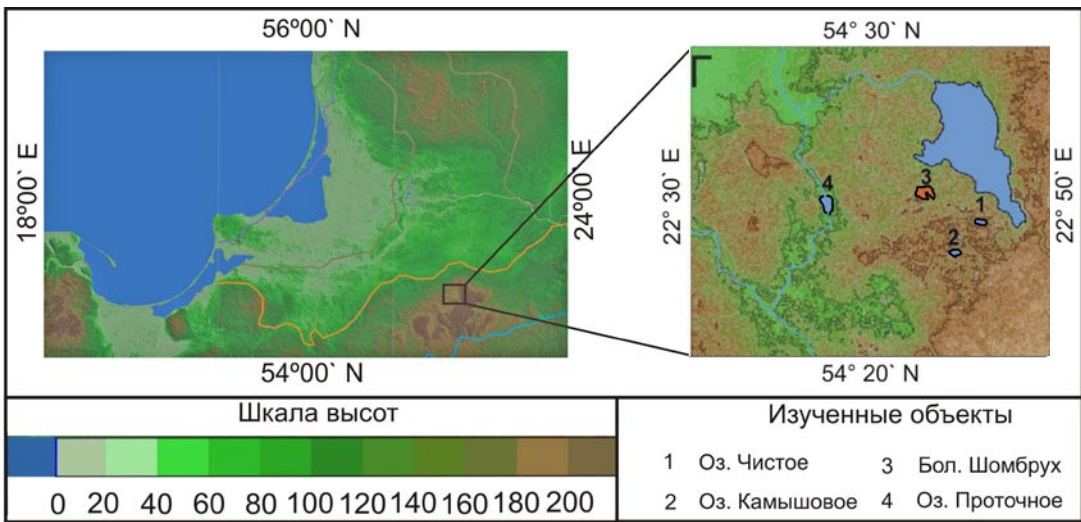 56º00` N
54° 30` N
18º00` E
24º00` E
22° 30` E
22° 50` E
4
3
1
2
54º00` N
54° 20` N
Шкала высот
0 20 40 60 80 100 120 140 160 180 200
Изученные объекты
1 Оз. Чистое
3 Бол. Шомбрух
2 Оз. Камышовое
4 Оз. Проточное